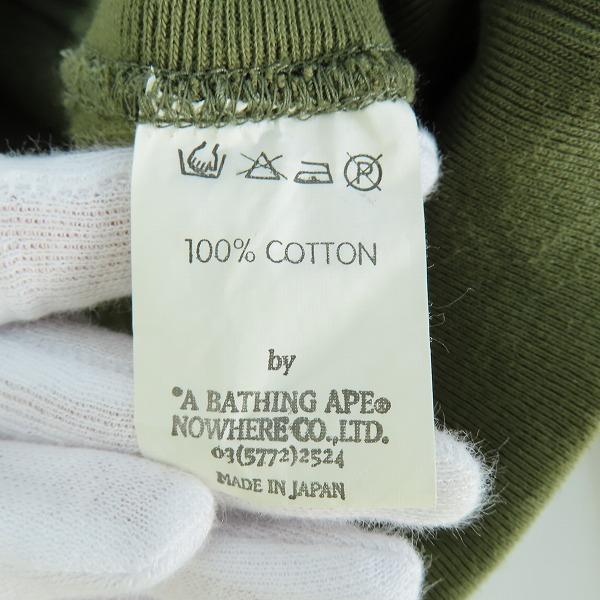 P
100% COTTON
by
*A BATHING APE®
NOWHERE CO.,LTD.
03(5772)2524
MADE IN JAPAN